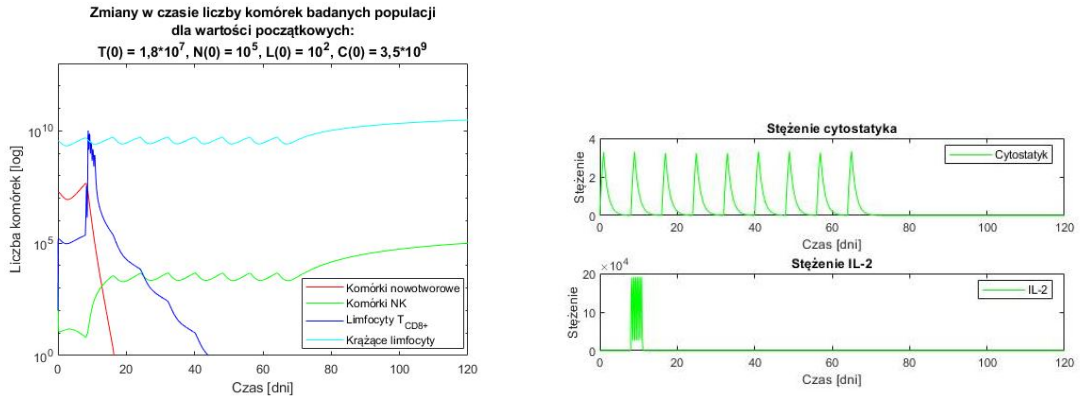 Zmiany w czasie liczby komórek badanych populacji
dla wartości początkowych:
T(0) = 1,8*10^7, N(0) = 10^5, L(0) = 10^2, C(0) = 3,5*10^9
Liczba komórek [log]
10^10
10^5
10^0
0 20 40 60 80 100 120
Czas [dni]
Komórki nowotworowe
Komórki NK
Limfocyty T_CD8+
Krążące limfocyty
Stężenie cytostatyka
Stężenie
4
2
0
0 20 40 60 80 100 120
Czas [dni]
Cytostatyk
Stężenie IL-2
×10^4
Stężenie
20
10
0
0 20 40 60 80 100 120
Czas [dni]
IL-2